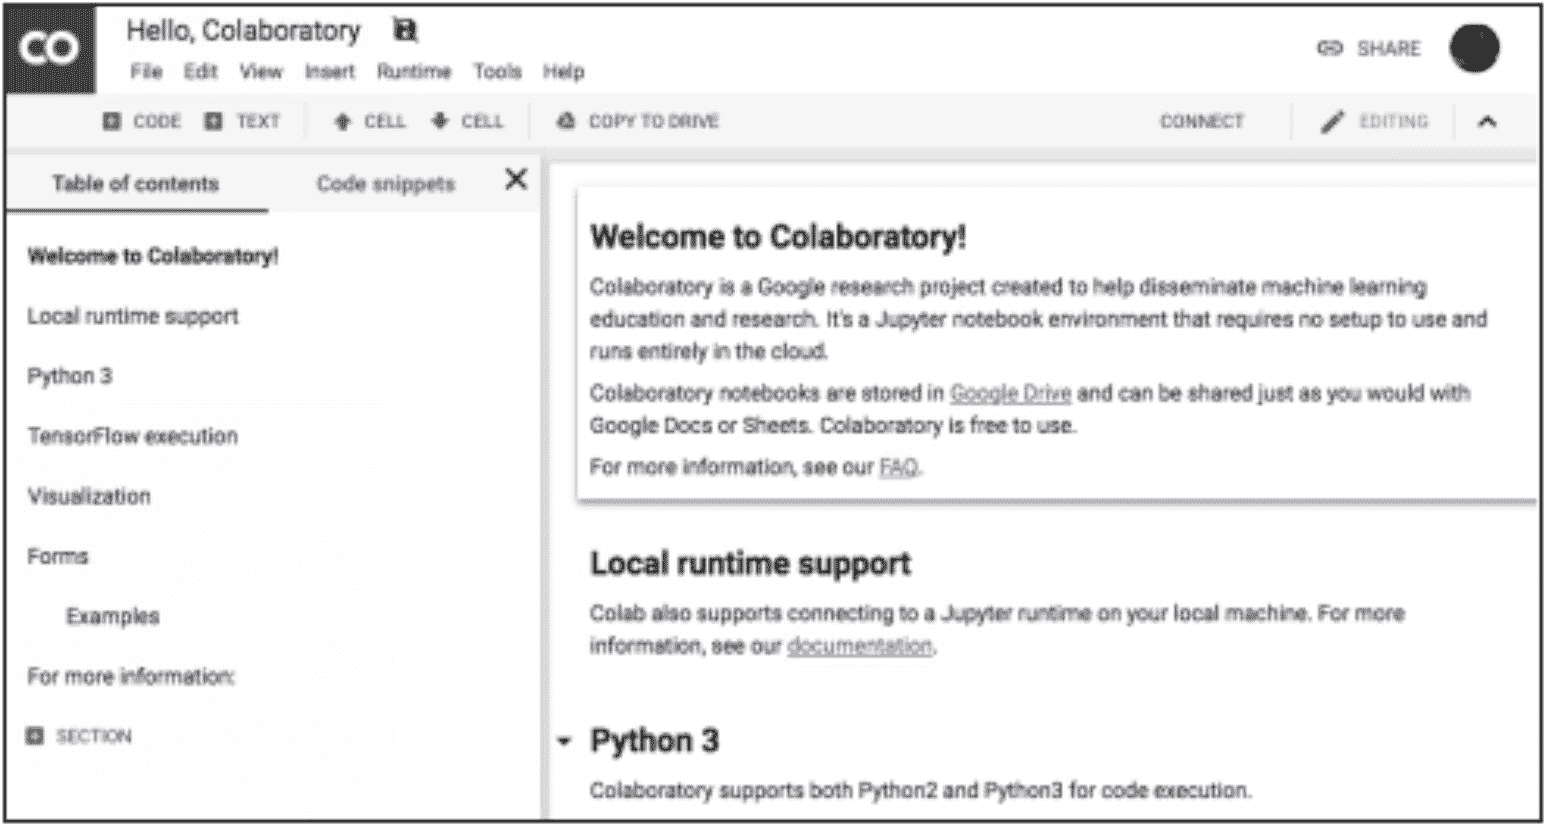 CO
Hello, Colaboratory
File Edit View Insert Runtime Tools Help
SHARE
CODE TEXT CELL CELL COPY TO DRIVE CONNECT EDITING
Table of contents Code snippets
Welcome to Colaboratory!
Local runtime support
Python 3
TensorFlow execution
Visualization
Forms
Examples
For more information:
SECTION
Welcome to Colaboratory!
Colaboratory is a Google research project created to help disseminate machine learning
education and research. It's a Jupyter notebook environment that requires no setup to use and
runs entirely in the cloud.
Colaboratory notebooks are stored in Google Drive and can be shared just as you would with
Google Docs or Sheets. Colaboratory is free to use.
For more information, see our FAQ.
Local runtime support
Colab also supports connecting to a Jupyter runtime on your local machine. For more
information, see our documentation.
Python 3
Colaboratory supports both Python2 and Python3 for code execution.